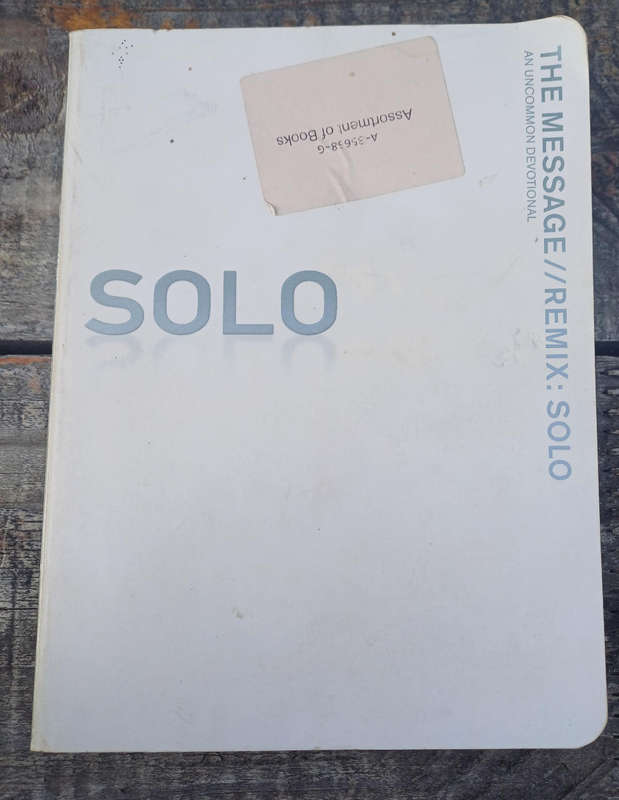 Assortment of Books
A-35638-G
SOLO
THE MESSAGE//REMIX: SOLO
AN UNCOMMON DEVOTIONAL